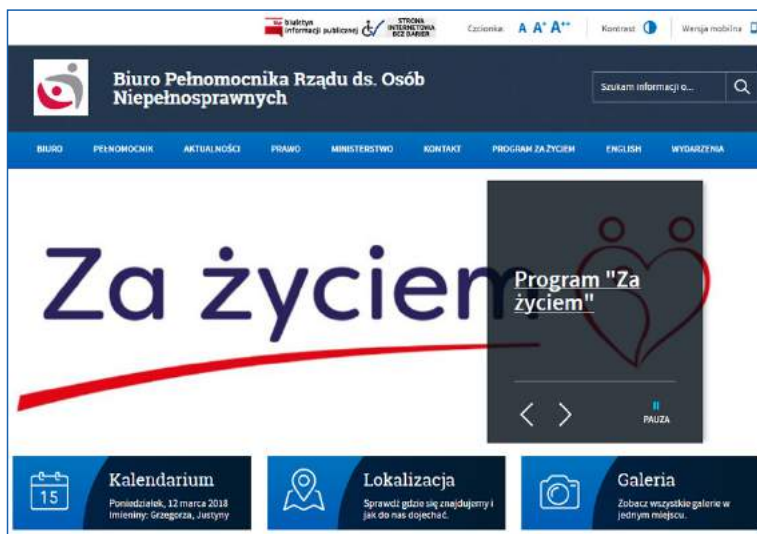 biuletyn informacji publicznej
STRONA INTERNETOWA BEZ BARIER
Czcionka: A A+ A++
Kontrast
Wersja mobilna
Biuro Pełnomocnika Rządu ds. Osób
Niepełnosprawnych
Szukam informacji o...
BIURO PEŁNOMOCNIK AKTUALNOŚCI PRAWO MINISTERSTWO KONTAKT PROGRAM ZA ŻYCIEM ENGLISH WYDARZENIA
Za życiem
Program "Za
życiem"
PAUZA
15
Kalendarium
Poniedziałek, 12 marca 2018
Imieniny: Grzegorza, Justyny
Lokalizacja
Sprawdź gdzie się znajdujemy i
jak do nas dojechać.
Galeria
Zobacz wszystkie galerie w
jednym miejscu.